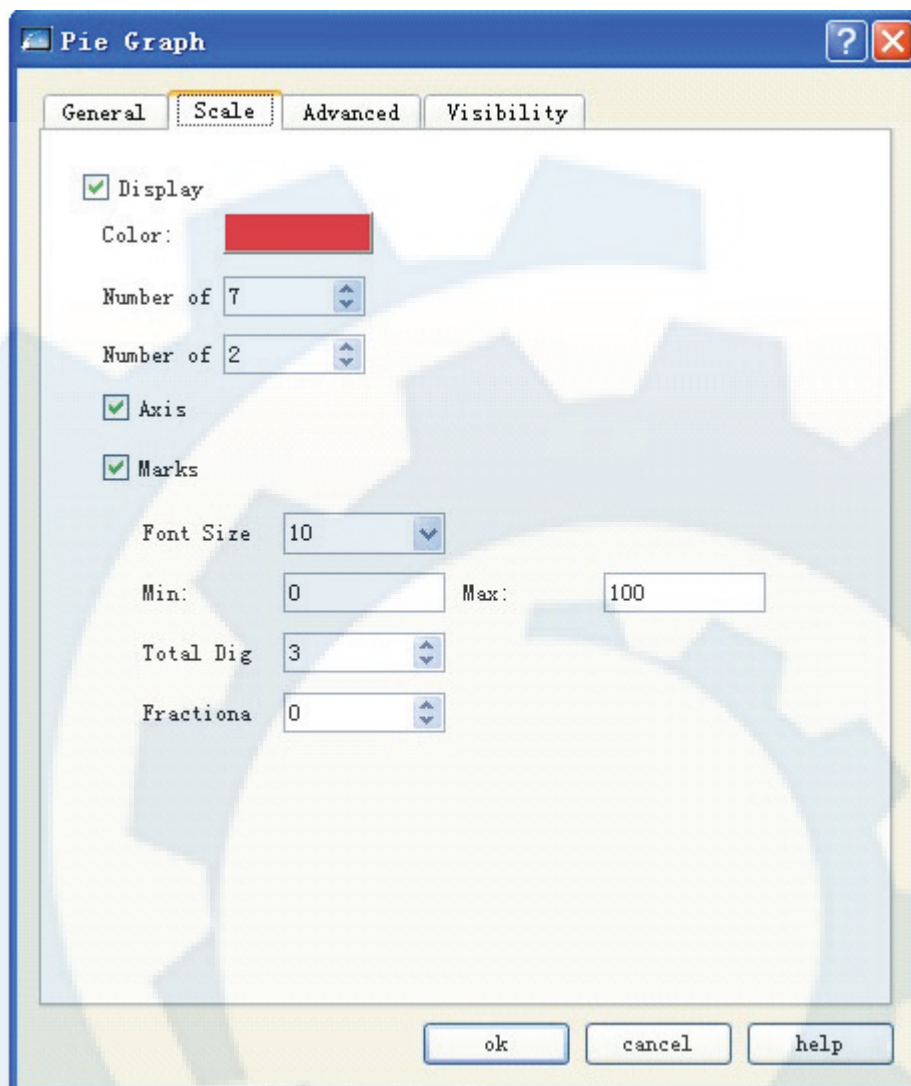 Pie Graph
General Scale Advanced Visibility
Display
Color:
Number of 7
Number of 2
Axis
Marks
Font Size 10
Min: 0 Max: 100
Total Dig 3
Fractiona 0
ok cancel help